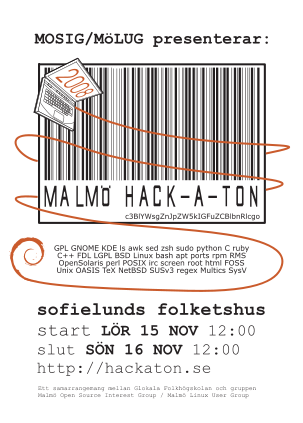 MOSIG/MöLUG presenterar:
2008
MALMÖ HACK-A-TON
c3BlYWsgZnJpZW5kIGFuZCBlbnRlcgo
GPL GNOME KDE ls awk sed zsh sudo python C ruby
C++ FDL LGPL BSD Linux bash apt ports rpm RMS
OpenSolaris perl POSIX irc screen root html FOSS
Unix OASIS TeX NetBSD SUSv3 regex Multics SysV
sofielunds folketshus
start LÖR 15 NOV 12:00
slut SÖN 16 NOV 12:00
http://hackaton.se
Ett samarrangemang mellan Glokala Folkhögskolan och gruppen
Malmö Open Source Interest Group / Malmö Linux User Group